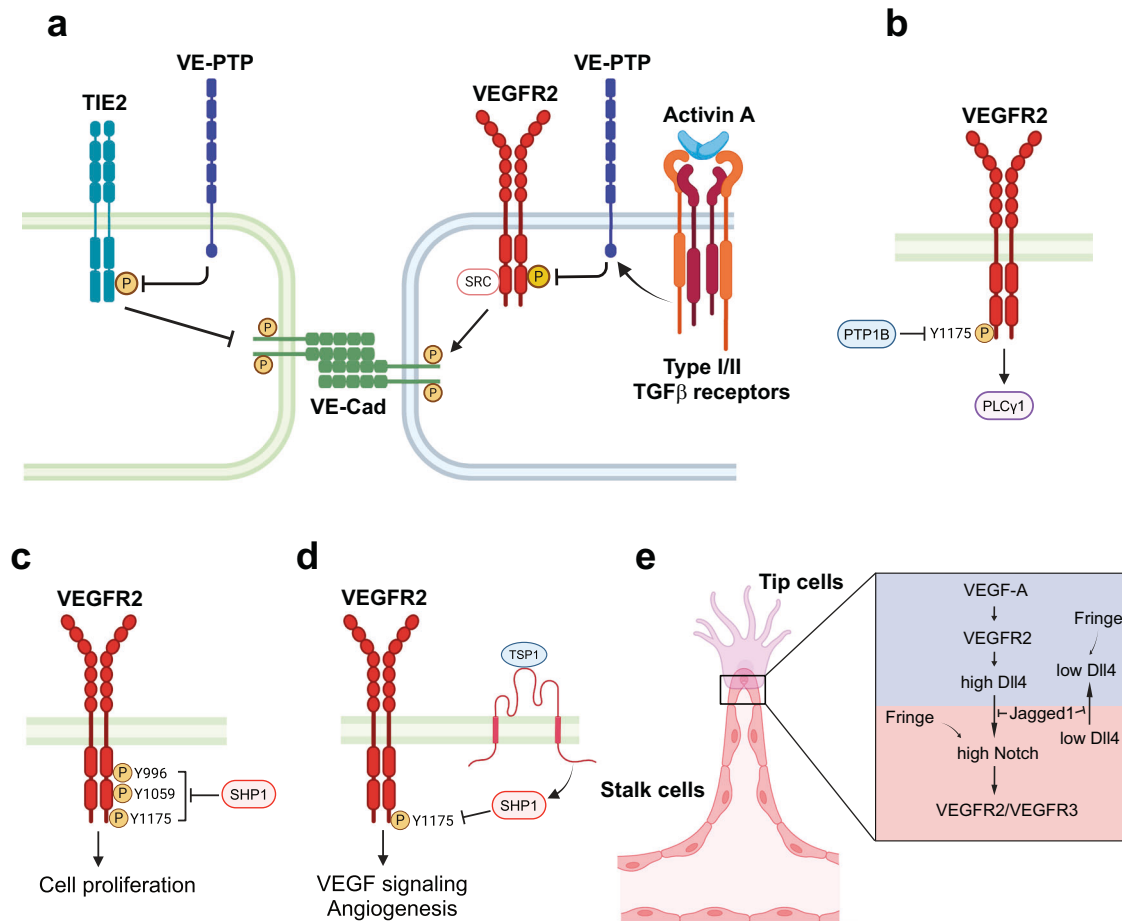 a
VE-PTP
TIE2
P
VE-PTP
VEGFR2
Activin A
SRC
P
P
P
VE-Cad
P
P
Type I/II
TGFβ receptors
b
VEGFR2
PTP1B
Y1175
P
PLCγ1
c
VEGFR2
P Y996
P Y1059
P Y1175
SHP1
Cell proliferation
d
VEGFR2
TSP1
P Y1175
SHP1
VEGF signaling
Angiogenesis
e
Tip cells
Stalk cells
VEGF-A
VEGFR2
Fringe
high Dll4
low Dll4
Jagged1
Fringe
low Dll4
high Notch
VEGFR2/VEGFR3